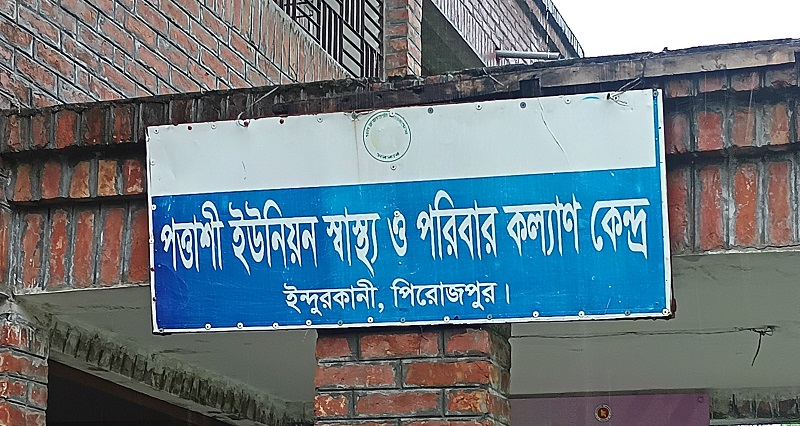 পত্তাশী ইউনিয়ন স্বাস্থ্য ও পরিবার কল্যাণ কেন্দ্র
ইন্দুরকানী, পিরোজপুর।